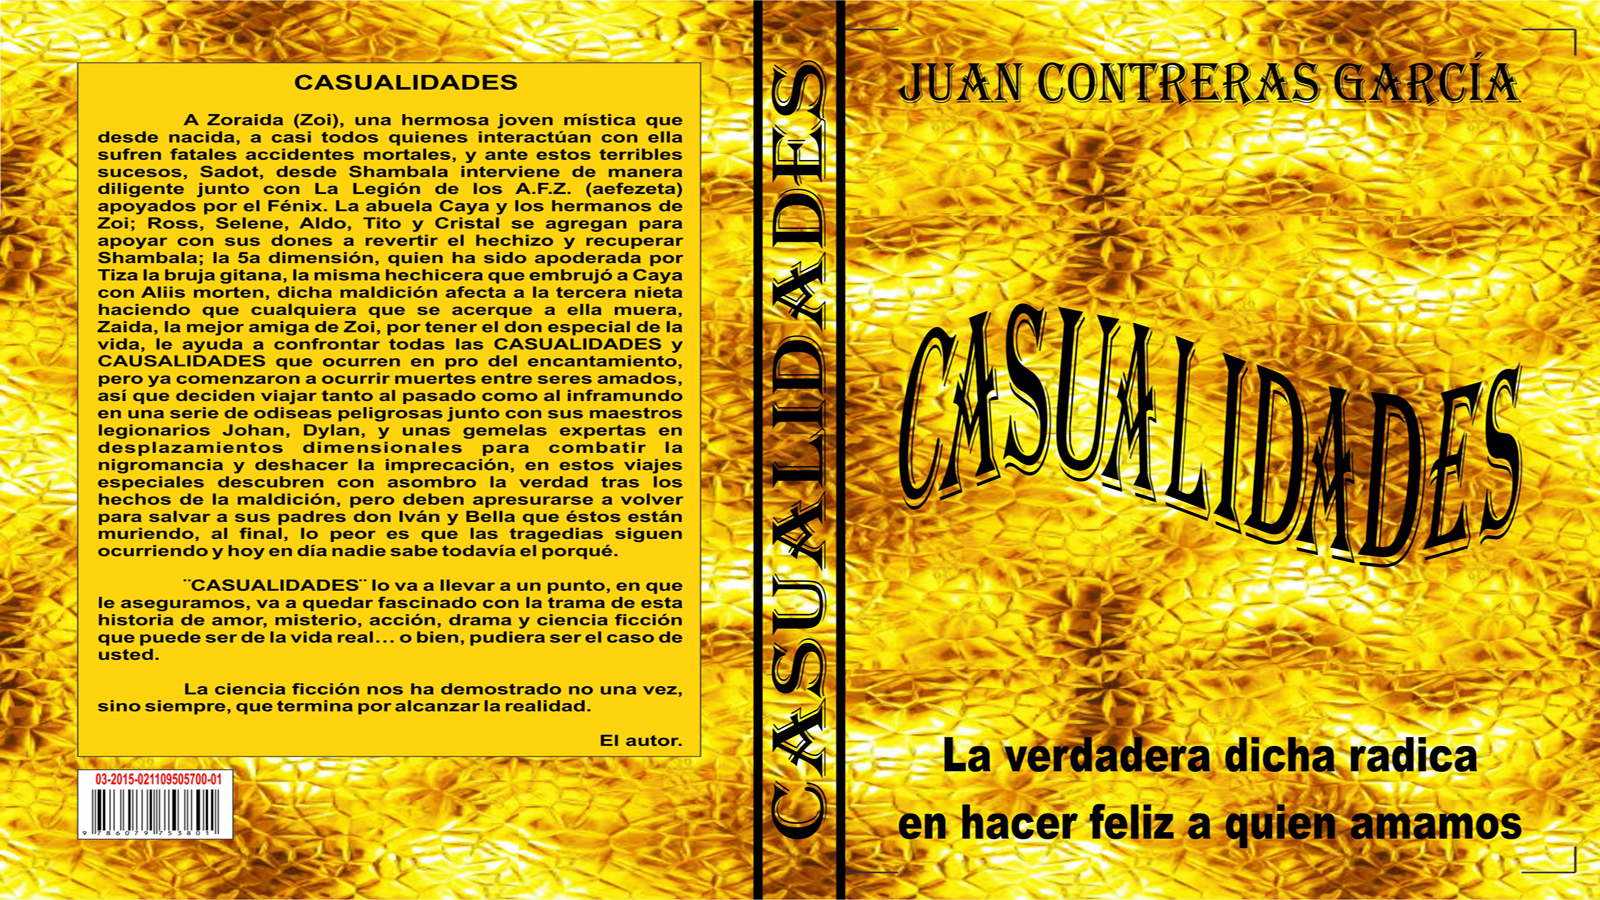 CASUALIDADES
A Zoraida (Zoi), una hermosa joven mística que
desde nacida, a casi todos quienes interactúan con ella
sufren fatales accidentes mortales, y ante estos terribles
sucesos, Sadot, desde Shambala interviene de manera
diligente junto con La Legión de los A.F.Z. (aefezeta)
apoyados por el Fénix. La abuela Caya y los hermanos de
Zoi; Ross, Selene, Aldo, Tito y Cristal se agregan para
apoyar con sus dones a revertir el hechizo y recuperar
Shambala; la 5a dimensión, quien ha sido apoderada por
Tiza la bruja gitana, la misma hechicera que embrujó a Caya
con Aliis morten, dicha maldición afecta a la tercera nieta
haciendo que cualquiera que se acerque a ella muera,
Zaida, la mejor amiga de Zoi, por tener el don especial de la
vida, le ayuda a confrontar todas las CASUALIDADES y
CAUSALIDADES que ocurren en pro del encantamiento,
pero ya comenzaron a ocurrir muertes entre seres amados,
así que deciden viajar tanto al pasado como al inframundo
en una serie de odiseas peligrosas junto con sus maestros
legionarios Johan, Dylan, y unas gemelas expertas en
desplazamientos dimensionales para combatir la
nigromancia y deshacer la imprecación, en estos viajes
especiales descubren con asombro la verdad tras los
hechos de la maldición, pero deben apresurarse a volver
para salvar a sus padres don Iván y Bella que éstos están
muriendo, al final, lo peor es que las tragedias siguen
ocurriendo y hoy en día nadie sabe todavía el porqué.
¨CASUALIDADES¨ lo va a llevar a un punto, en que
le aseguramos, va a quedar fascinado con la trama de esta
historia de amor, misterio, acción, drama y ciencia ficción
que puede ser de la vida real... o bien, pudiera ser el caso de
usted.
La ciencia ficción nos ha demostrado no una vez,
sino siempre, que termina por alcanzar la realidad.
El autor.
03-2015-021109505700-01
9 786079 753801
CASUALIDADES
JUAN CONTRERAS GARCÍA
CASUALIDADES
La verdadera dicha radica
en hacer feliz a quien amamos